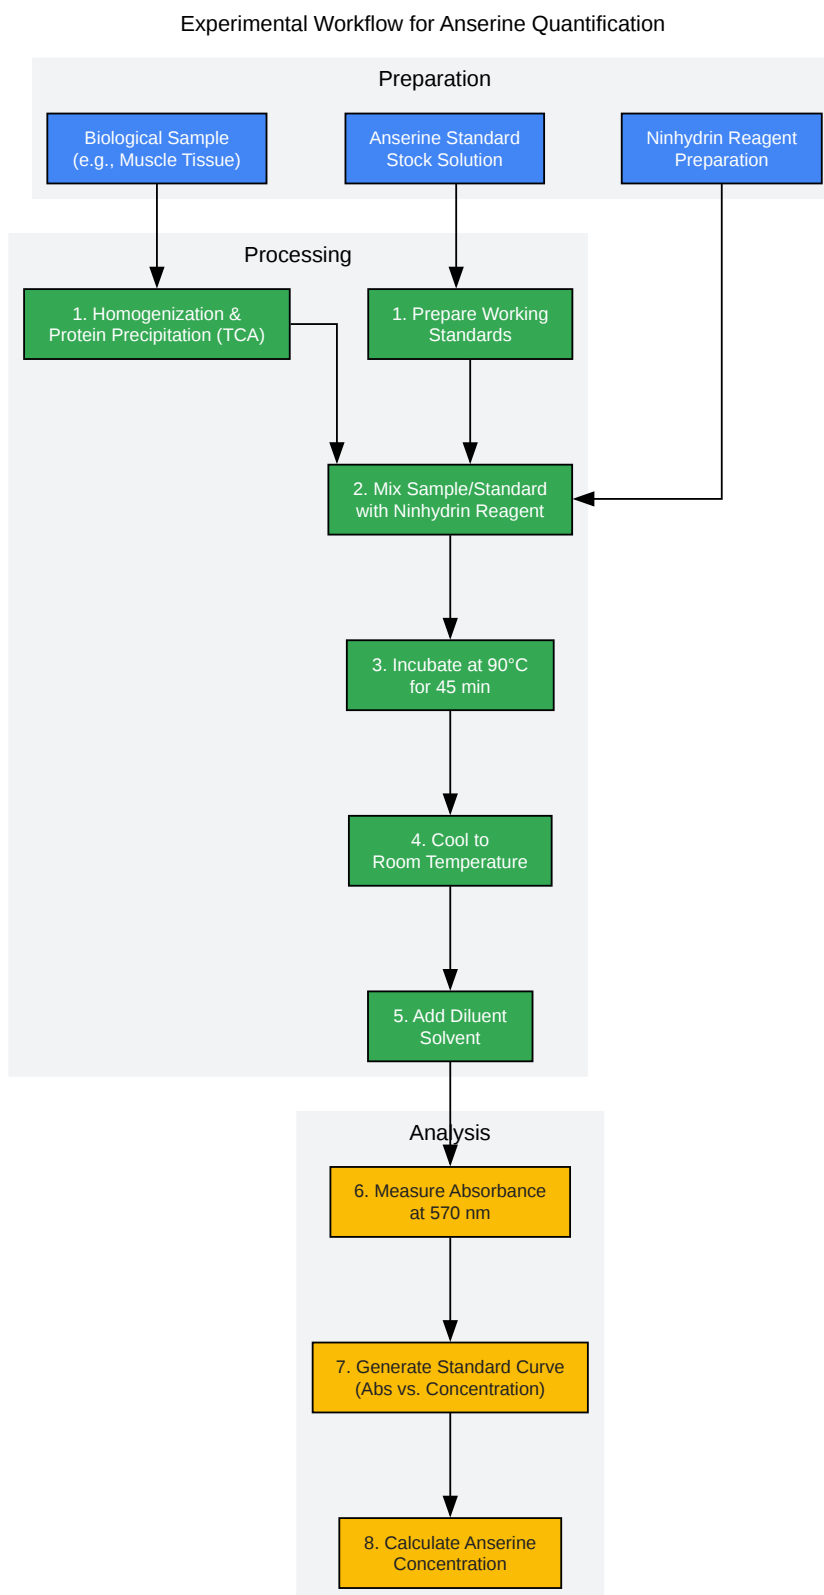 Experimental Workflow for Anserine Quantification
Preparation
Biological Sample
(e.g., Muscle Tissue)
Anserine Standard
Stock Solution
Ninhydrin Reagent
Preparation
Processing
1. Homogenization &
Protein Precipitation (TCA)
1. Prepare Working
Standards
2. Mix Sample/Standard
with Ninhydrin Reagent
3. Incubate at 90°C
for 45 min
4. Cool to
Room Temperature
5. Add Diluent
Solvent
Analysis
6. Measure Absorbance
at 570 nm
7. Generate Standard Curve
(Abs vs. Concentration)
8. Calculate Anserine
Concentration